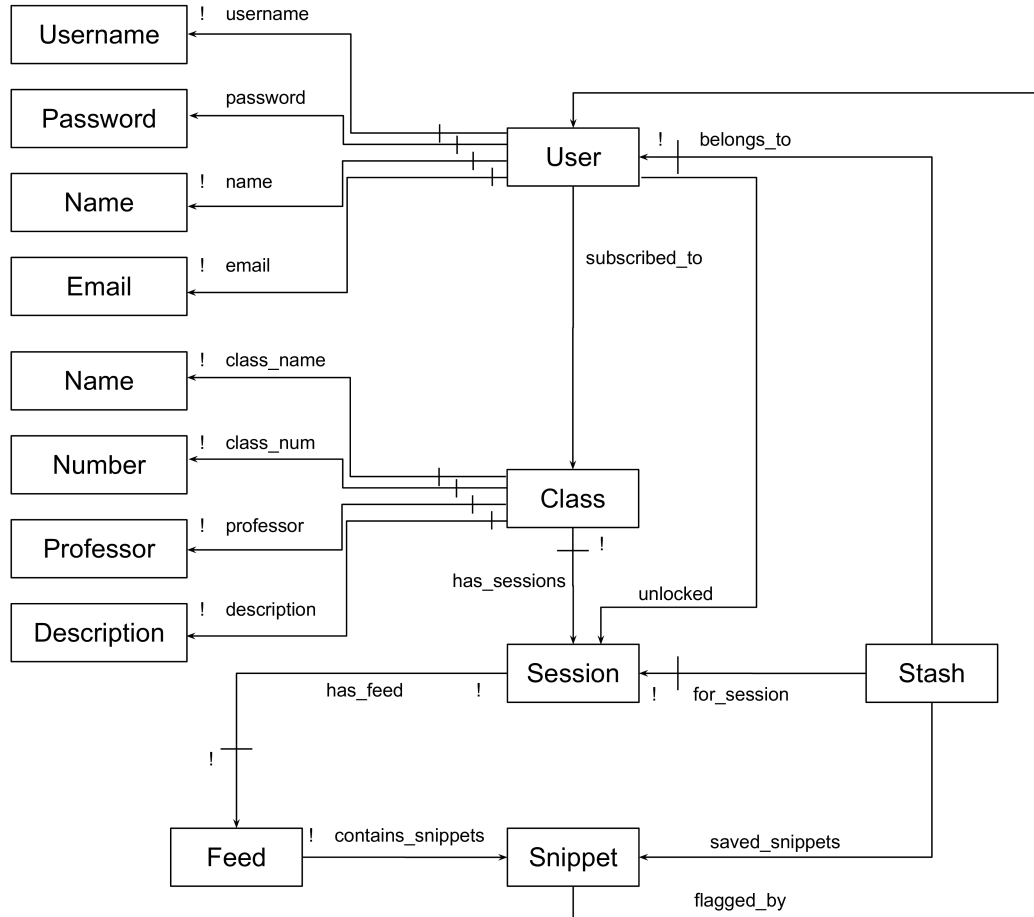 ! username
Username
password
Password
! name
Name
! email
Email
User
! belongs_to
subscribed_to
! class_name
Name
! class_num
Number
! professor
Professor
! description
Description
Class
!
has_sessions
unlocked
Session
Stash
has_feed !
! for_session
!
Feed
! contains_snippets
Snippet
saved_snippets
flagged_by